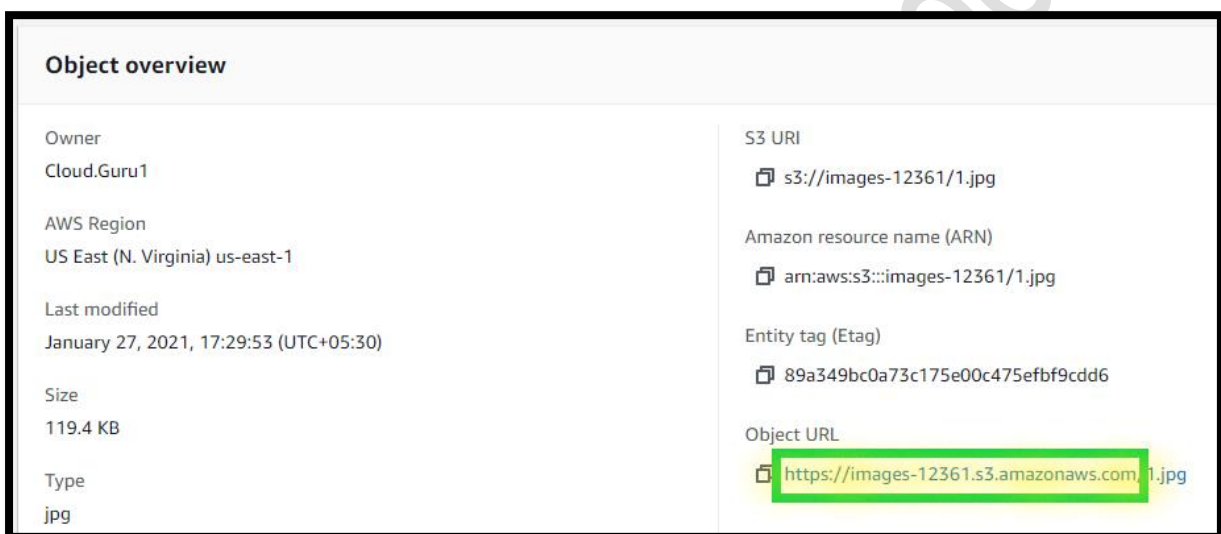 Object overview
Owner
Cloud.Guru1
AWS Region
US East (N. Virginia) us-east-1
Last modified
January 27, 2021, 17:29:53 (UTC+05:30)
Size
119.4 KB
Type
jpg
S3 URI
s3://images-12361/1.jpg
Amazon resource name (ARN)
arn:aws:s3:::images-12361/1.jpg
Entity tag (Etag)
89a349bc0a73c175e00c475efbf9cdd6
Object URL
https://images-12361.s3.amazonaws.com/1.jpg